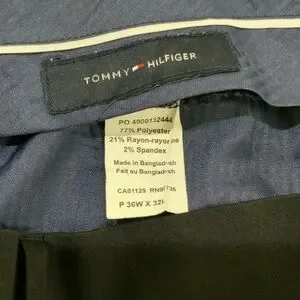 TOMMY HILFIGER
PO 4900132444
77% Polyester
21% Rayon-rayonne
2% Spandex
Made in Bangladesh
Fait au Bangladesh
CA01129
P 36W X 32L